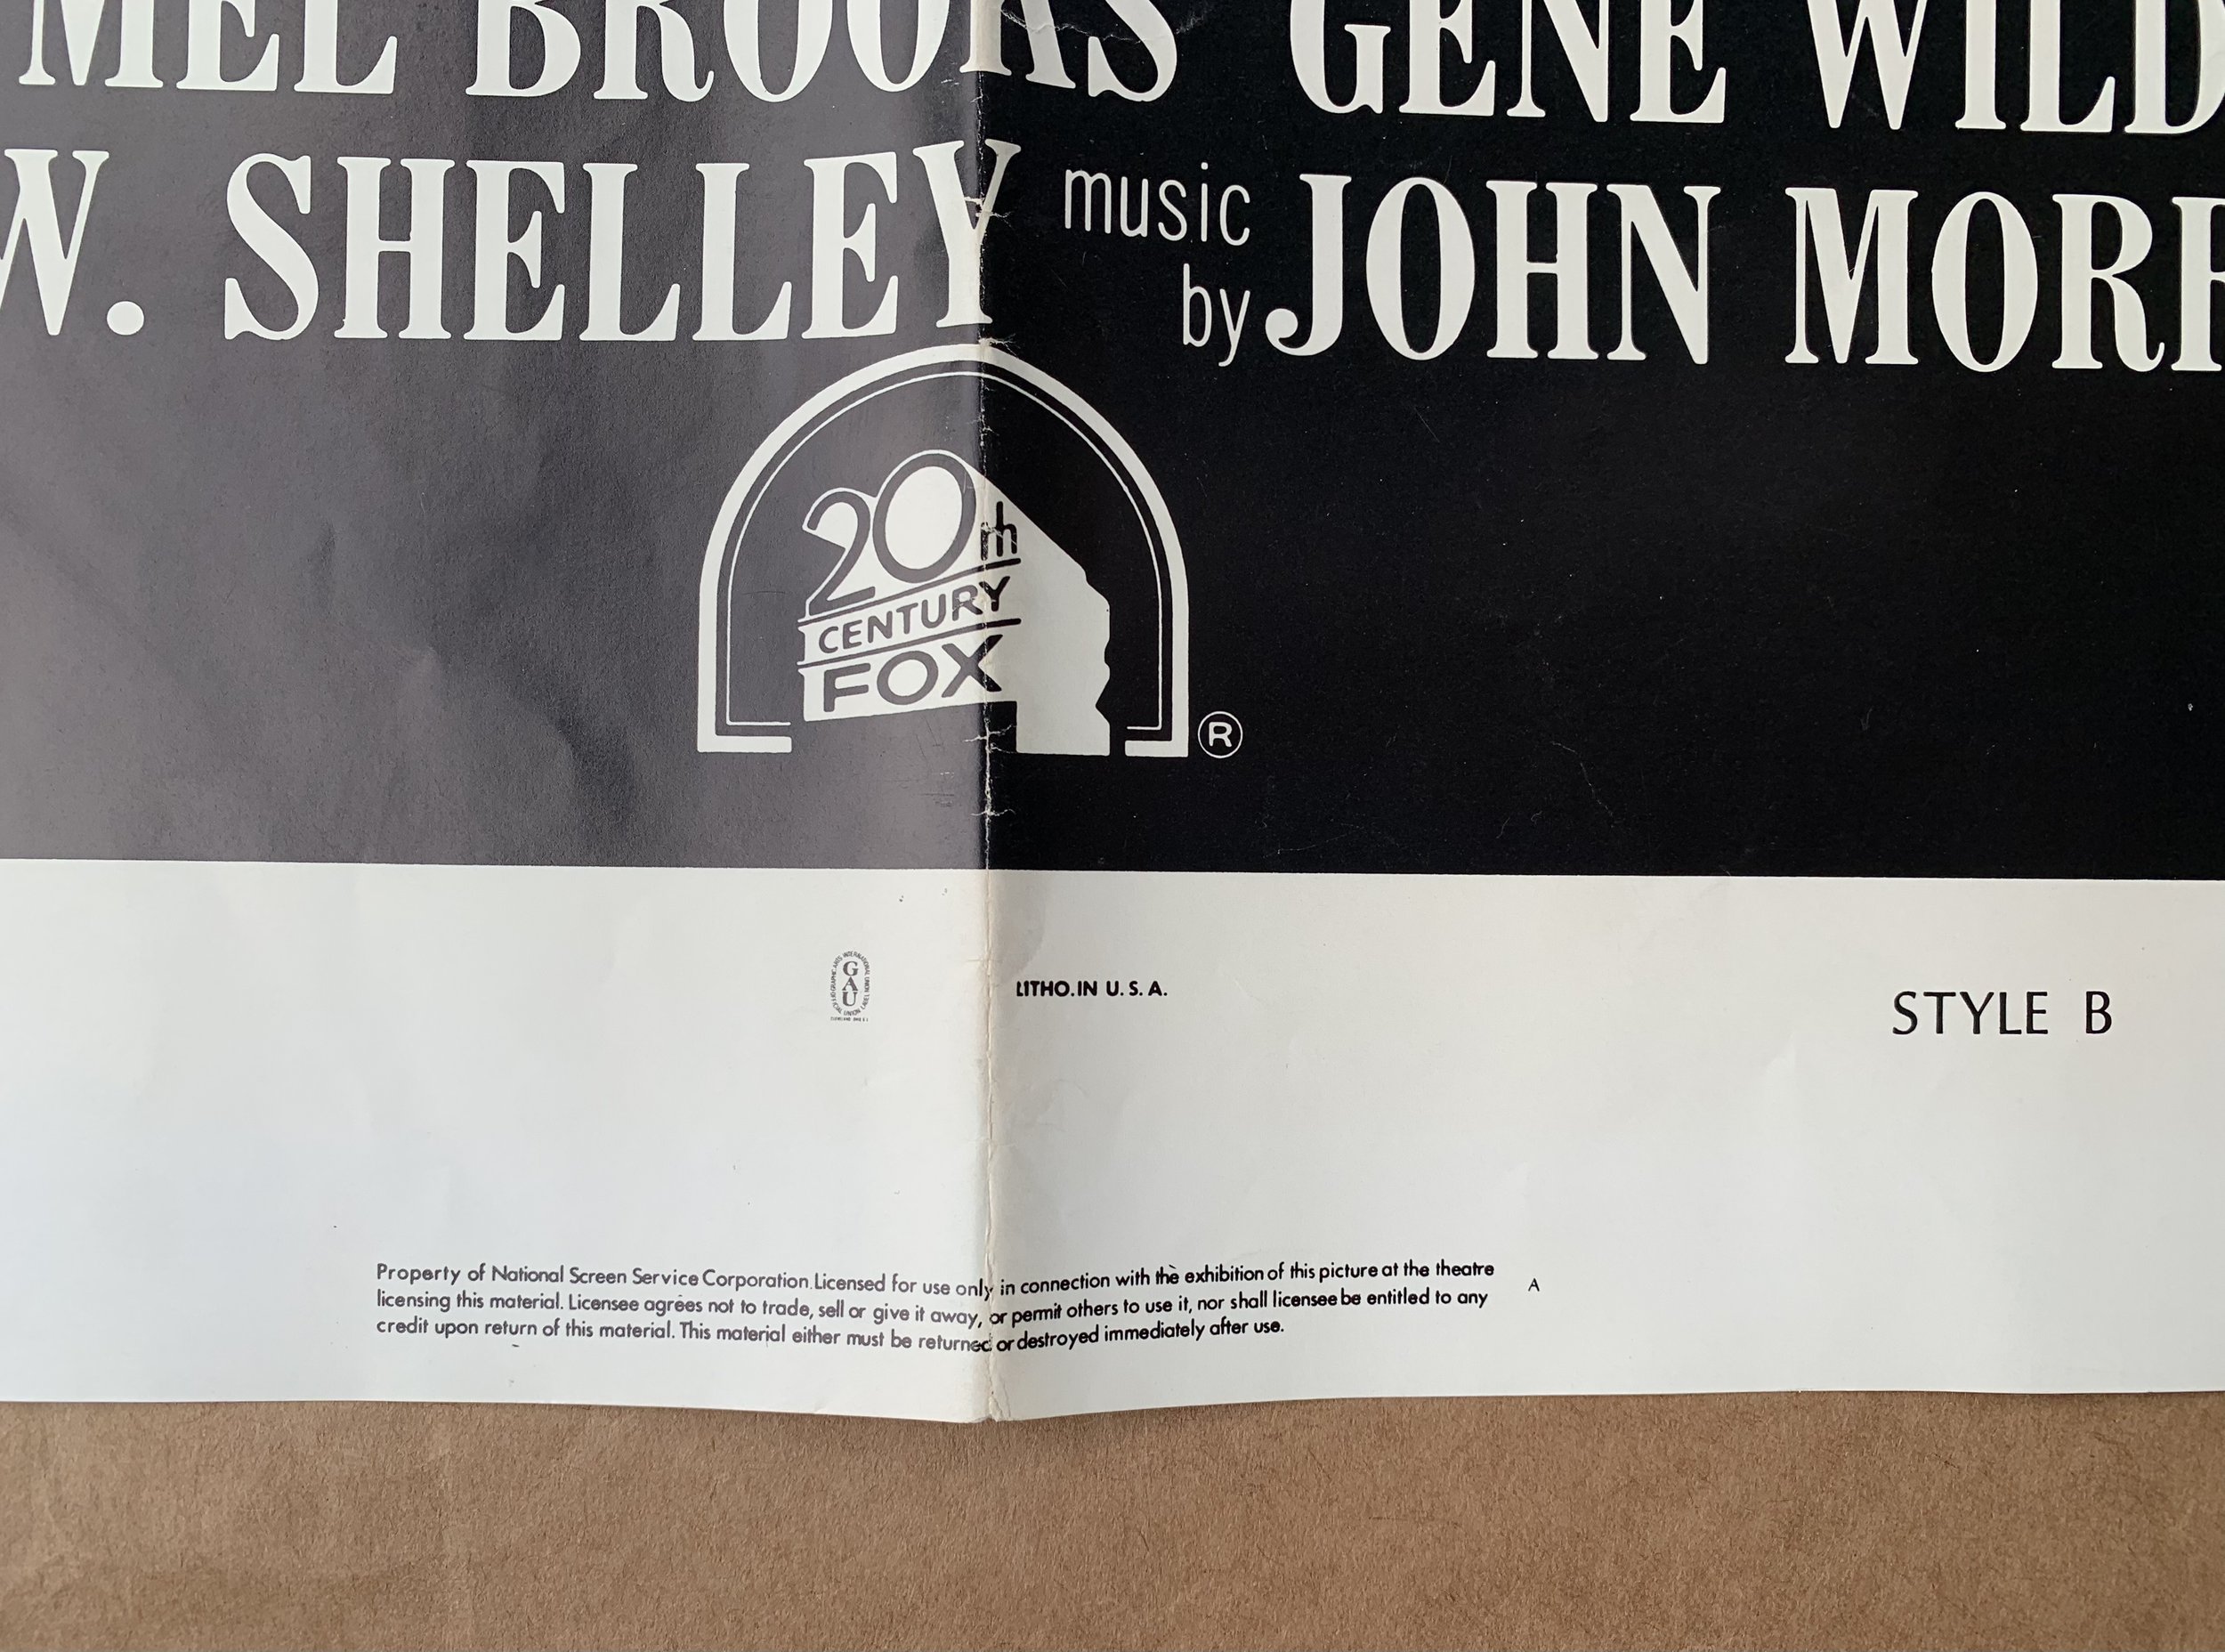 MEL BROOKS GENE WILD
W. SHELLEY music by JOHN MORR
20th
CENTURY
FOX
®
GAU
LITHO. IN U. S. A.
STYLE B
Property of National Screen Service Corporation. Licensed for use only in connection with the exhibition of this picture at the theatre
licensing this material. Licensee agrees not to trade, sell or give it away, or permit others to use it, nor shall licensee be entitled to any
credit upon return of this material. This material either must be returned or destroyed immediately after use.
A